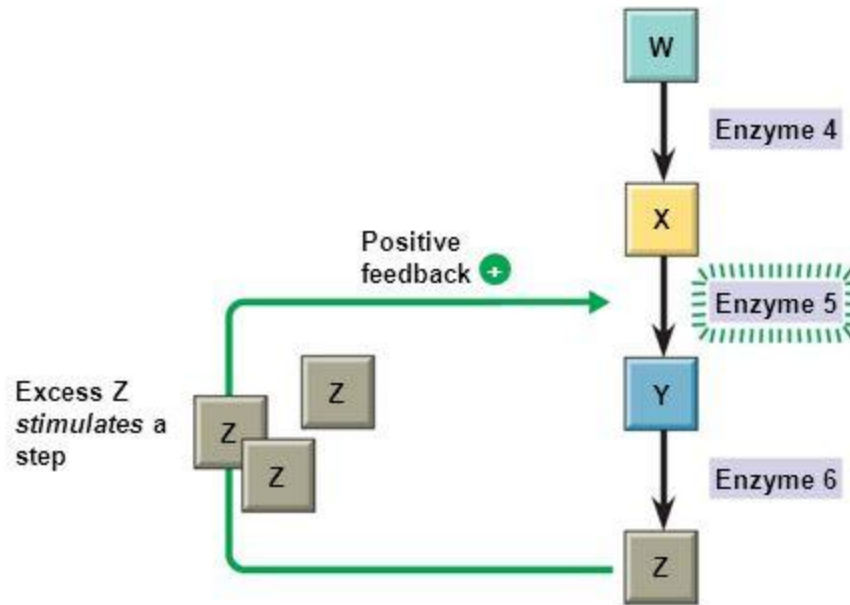 W
Enzyme 4
X
Positive
feedback +
Enzyme 5
Excess Z
stimulates a
step
Z
Z
Z
Y
Enzyme 6
Z